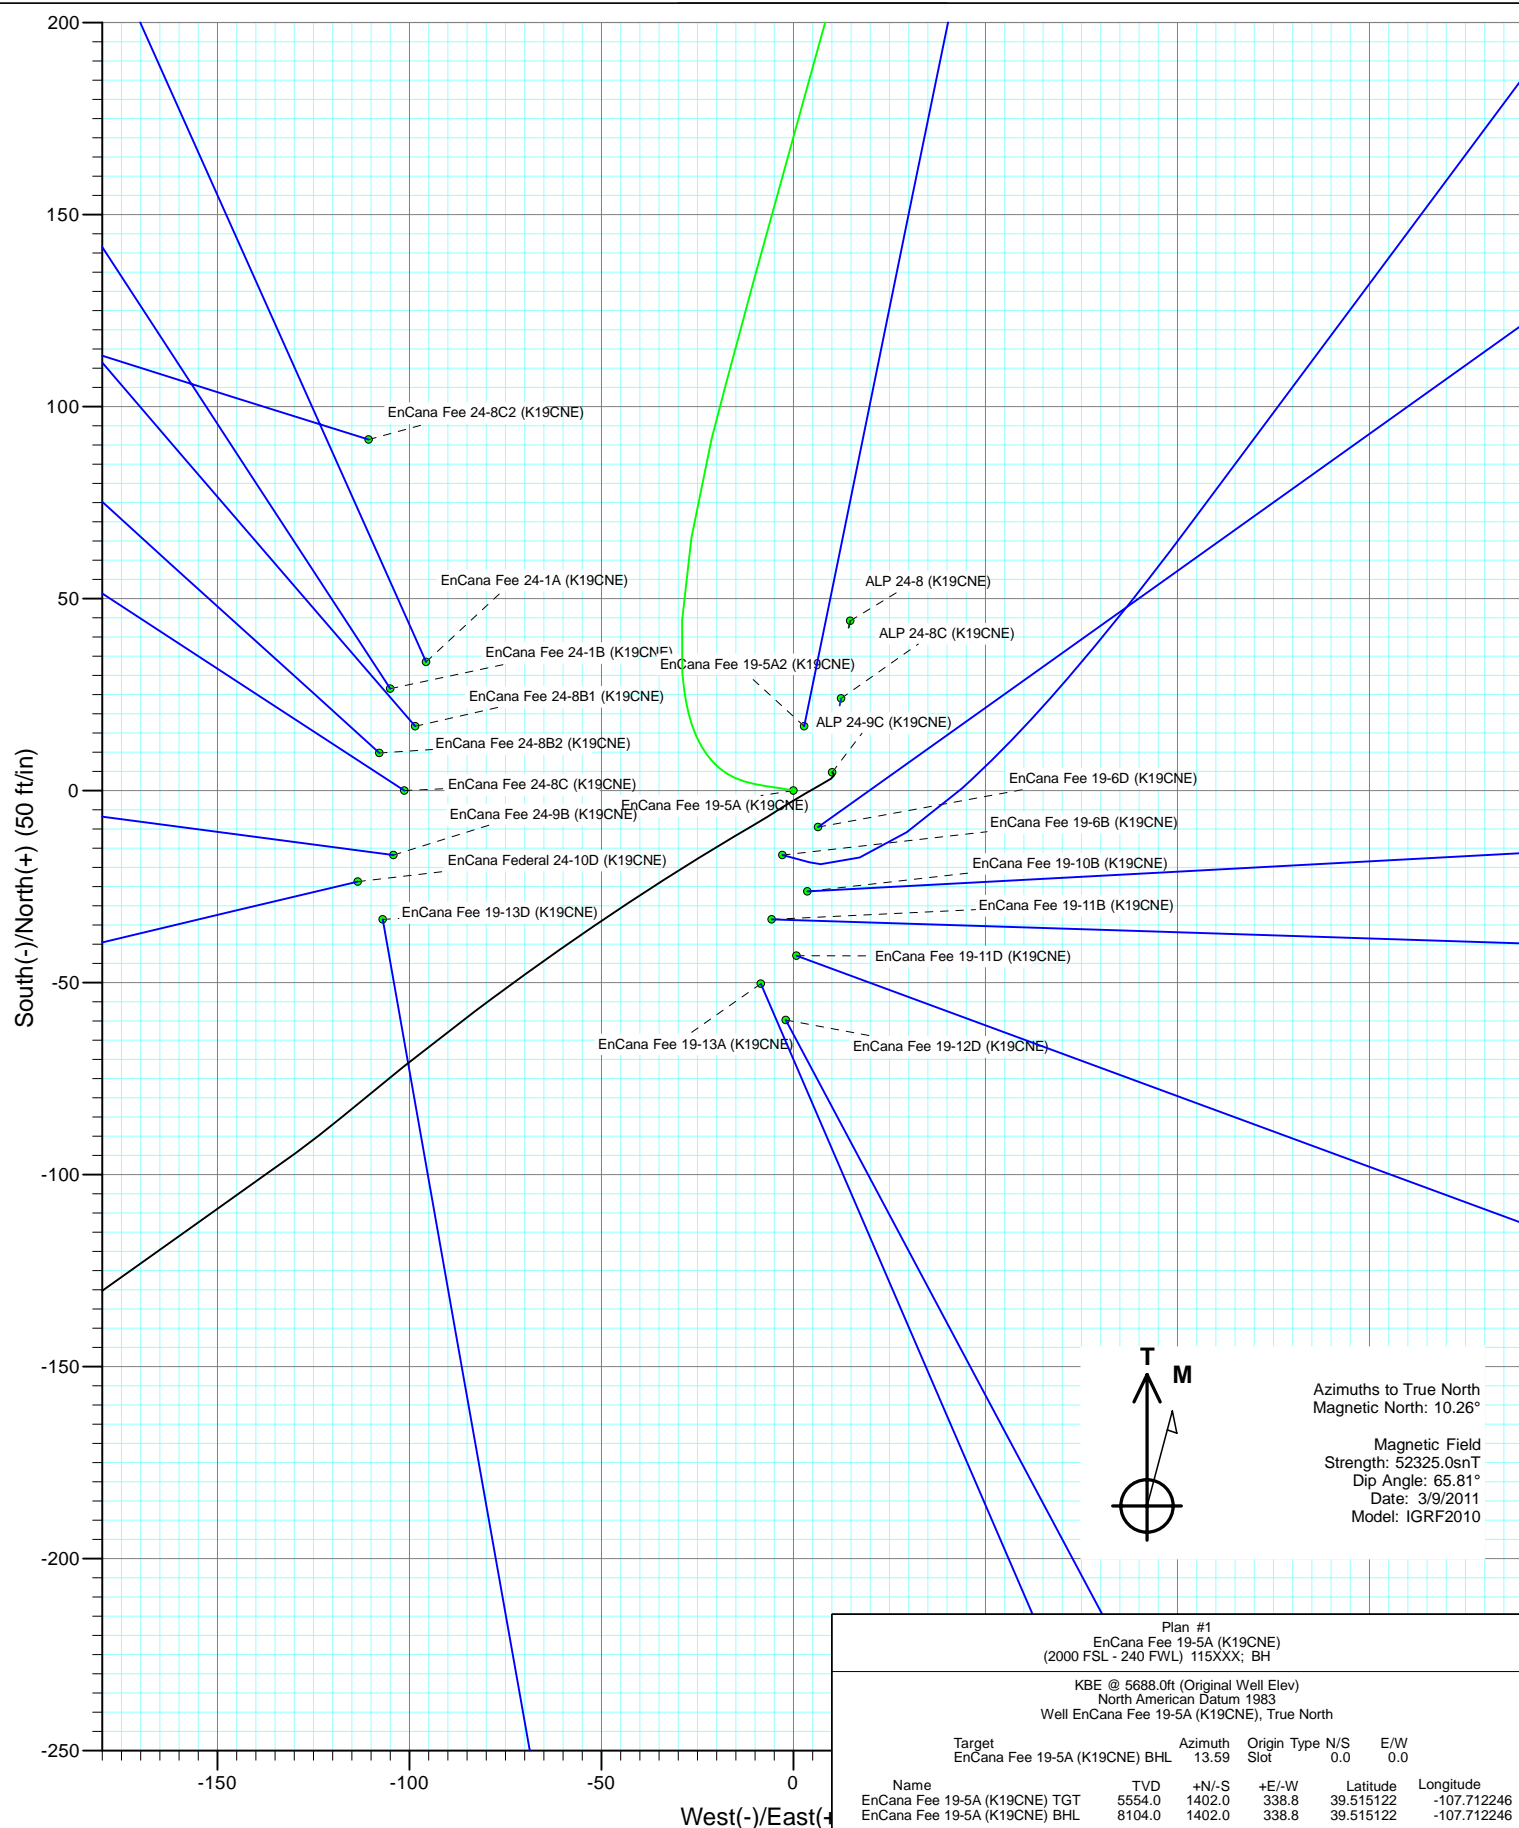 200
150
100
50
0
-50
-100
-150
-200
-250
South(-)/North(+) (50 ft/in)
EnCana Fee 24-8C2 (K19CNE)
EnCana Fee 24-1A (K19CNE)
ALP 24-8 (K19CNE)
ALP 24-8C (K19CNE)
EnCana Fee 24-1B (K19CNE)
EnCana Fee 19-5A2 (K19CNE)
EnCana Fee 24-8B1 (K19CNE)
ALP 24-9C (K19CNE)
EnCana Fee 24-8B2 (K19CNE)
EnCana Fee 19-6D (K19CNE)
EnCana Fee 24-8C (K19CNE)
EnCana Fee 19-5A (K19CNE)
EnCana Fee 24-9B (K19CNE)
EnCana Fee 19-6B (K19CNE)
EnCana Federal 24-10D (K19CNE)
EnCana Fee 19-10B (K19CNE)
EnCana Fee 19-13D (K19CNE)
EnCana Fee 19-11B (K19CNE)
EnCana Fee 19-11D (K19CNE)
EnCana Fee 19-13A (K19CNE)
EnCana Fee 19-12D (K19CNE)
T
M
Azimuths to True North
Magnetic North: 10.26°
Magnetic Field
Strength: 52325.0snT
Dip Angle: 65.81°
Date: 3/9/2011
Model: IGRF2010
-150 -100 -50 0
West(-)/East(+
Plan #1
EnCana Fee 19-5A (K19CNE)
(2000 FSL - 240 FWL) 115XXX; BH
KBE @ 5688.0ft (Original Well Elev)
North American Datum 1983
Well EnCana Fee 19-5A (K19CNE), True North
Target Azimuth Origin Type N/S E/W
EnCana Fee 19-5A (K19CNE) BHL 13.59 Slot 0.0 0.0
Name TVD +N/-S +E/-W Latitude Longitude
EnCana Fee 19-5A (K19CNE) TGT 5554.0 1402.0 338.8 39.515122 -107.712246
EnCana Fee 19-5A (K19CNE) BHL 8104.0 1402.0 338.8 39.515122 -107.712246